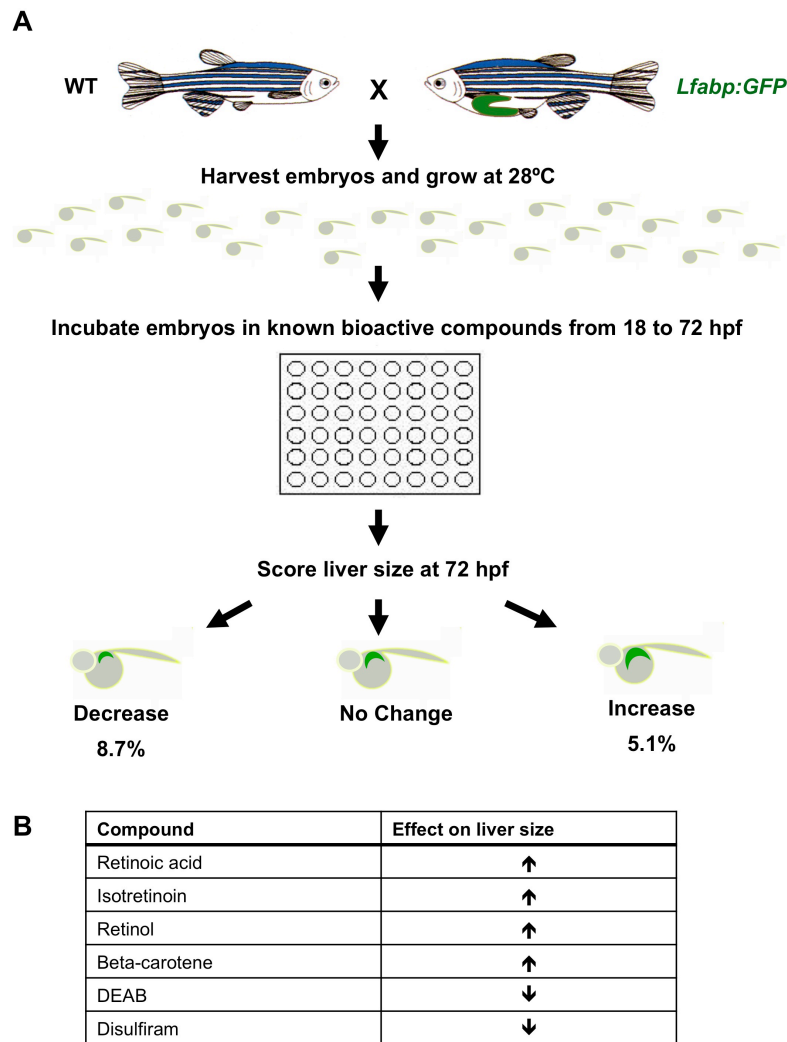 A
WT
X
Lfabp:GFP
Harvest embryos and grow at 28ºC
Incubate embryos in known bioactive compounds from 18 to 72 hpf
Score liver size at 72 hpf
Decrease
8.7%
No Change
Increase
5.1%
B
Compound Effect on liver size
Retinoic acid ↑
Isotretinoin ↑
Retinol ↑
Beta-carotene ↑
DEAB ↓
Disulfiram ↓